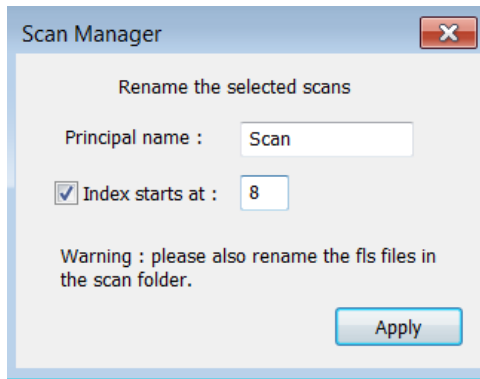 Scan Manager
Rename the selected scans
Principal name :
Scan
Index starts at :
8
Warning : please also rename the fls files in
the scan folder.
Apply